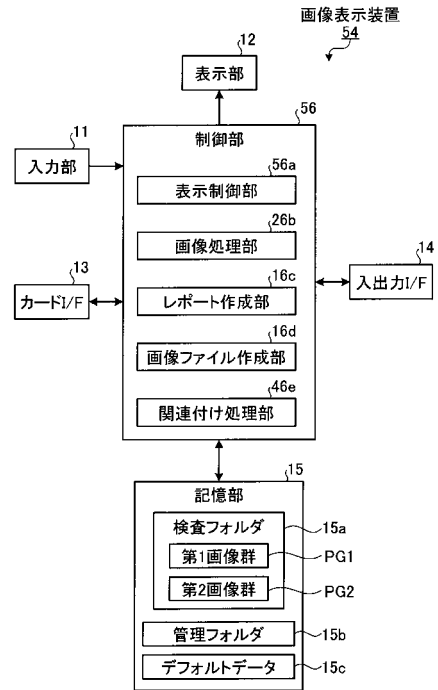 画像表示装置
54
12
表示部
56
制御部
11
入力部
56a
表示制御部
26b
画像処理部
13
カードI/F
14
入出力I/F
16c
レポート作成部
16d
画像ファイル作成部
46e
関連付け処理部
15
記憶部
検査フォルダ
15a
第1画像群
PG1
第2画像群
PG2
管理フォルダ
15b
デフォルトデータ
15c